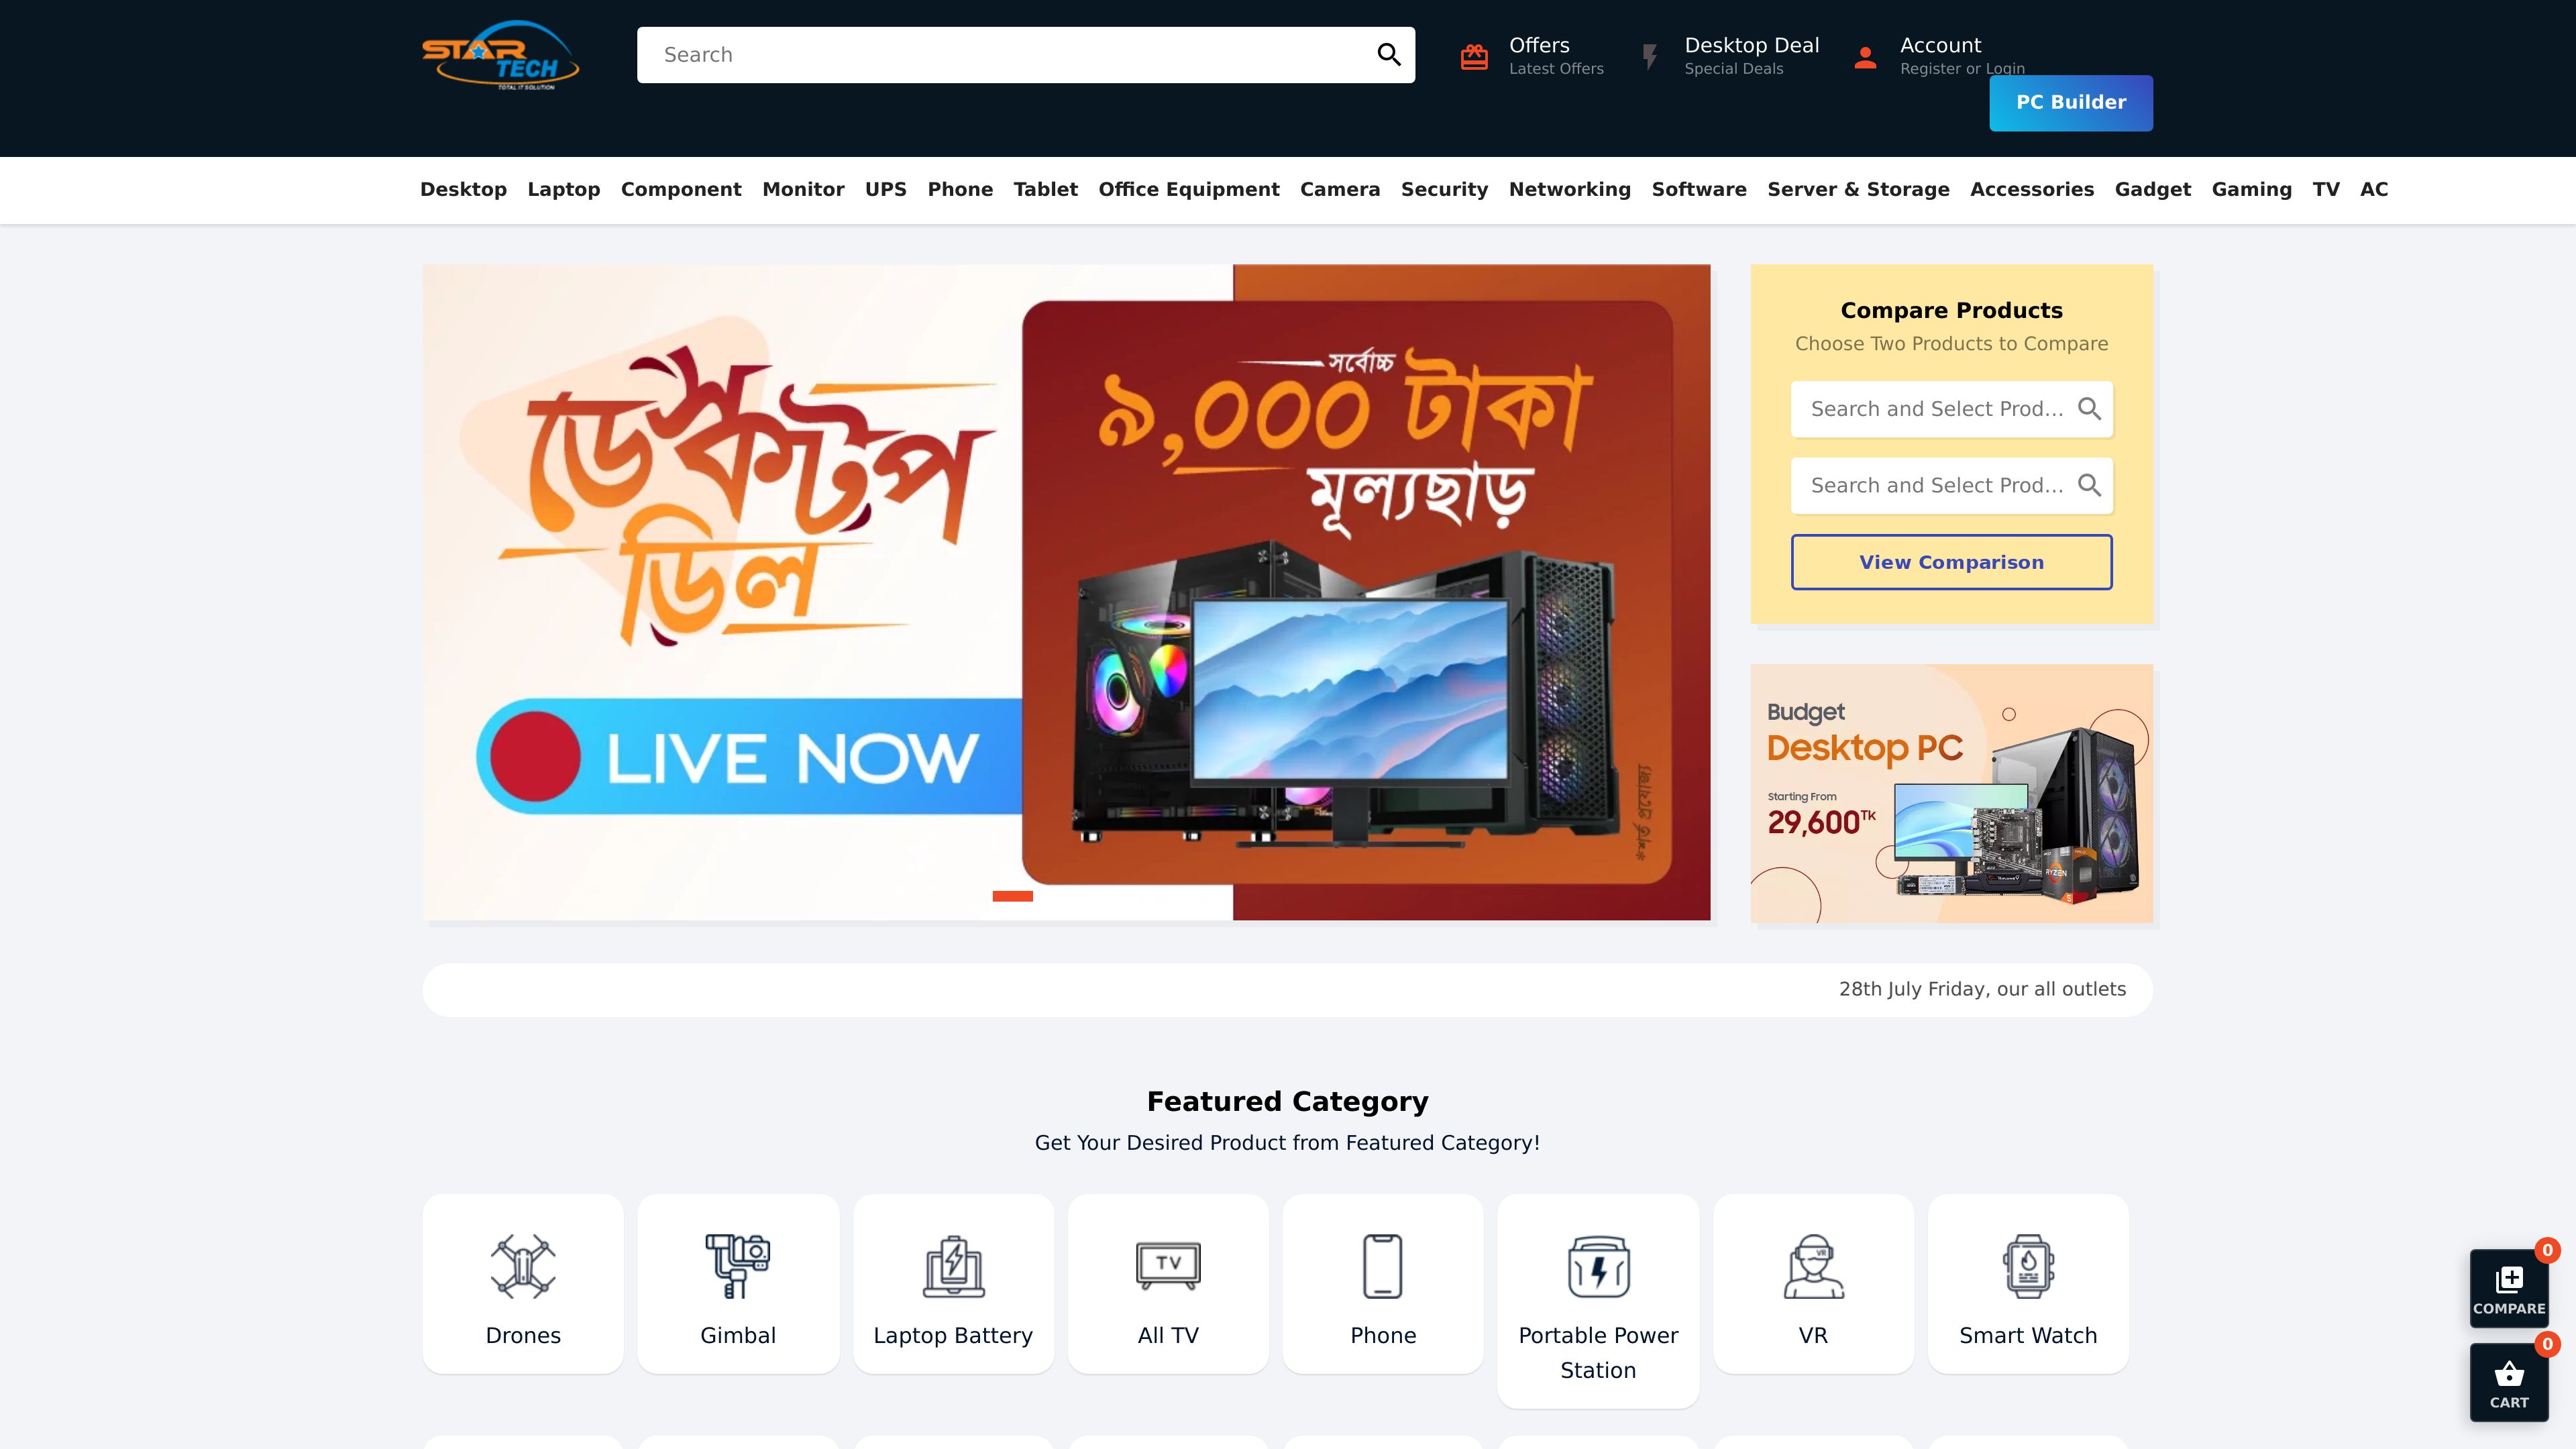 STAR
TECH
TOTAL IT SOLUTION
Search
Offers
Latest Offers
Desktop Deal
Special Deals
Account
Register or Login
PC Builder
Desktop Laptop Component Monitor UPS Phone Tablet Office Equipment Camera Security Networking Software Server & Storage Accessories Gadget Gaming TV AC
ডেস্কটপ
ডিল
LIVE NOW
সর্বোচ্চ
৯,০০০ টাকা
মূল্যছাড়
Compare Products
Choose Two Products to Compare
Search and Select Prod...
Search and Select Prod...
View Comparison
Budget
Desktop PC
Starting From
29,600TK
RYZEN
28th July Friday, our all outlets
Featured Category
Get Your Desired Product from Featured Category!
Drones
Gimbal
Laptop Battery
TV
All TV
Phone
Portable Power
Station
VR
VR
Smart Watch
0
COMPARE
0
CART